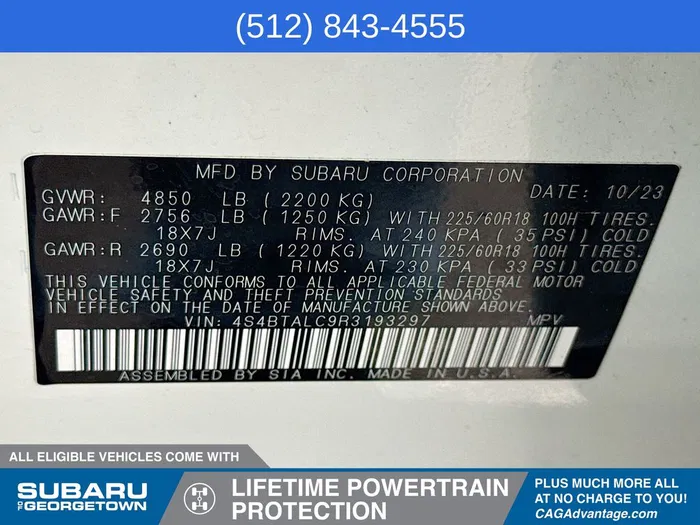 (512) 843-4555
MFD BY SUBARU CORPORATION
GVWR: 4850 LB (2200 KG) DATE: 10/23
GAWR:F 2756 LB (1250 KG) WITH 225/60R18 100H TIRES.
18X7J RIMS. AT 240 KPA (35 PSI) COLD
GAWR:R 2690 LB (1220 KG) WITH 225/60R18 100H TIRES.
18X7J RIMS. AT 230 KPA (33 PSI) COLD
THIS VEHICLE CONFORMS TO ALL APPLICABLE FEDERAL MOTOR
VEHICLE SAFETY AND THEFT PREVENTION STANDARDS
IN EFFECT ON THE DATE OF MANUFACTURE SHOWN ABOVE.
VIN: 4S4BTALC9R3193297 MPV
ASSEMBLED BY SIA INC. MADE IN U.S.A.
ALL ELIGIBLE VEHICLES COME WITH
SUBARU
OF GEORGETOWN
LIFETIME POWERTRAIN
PROTECTION
PLUS MUCH MORE ALL
AT NO CHARGE TO YOU!
CAGAdvantage.com